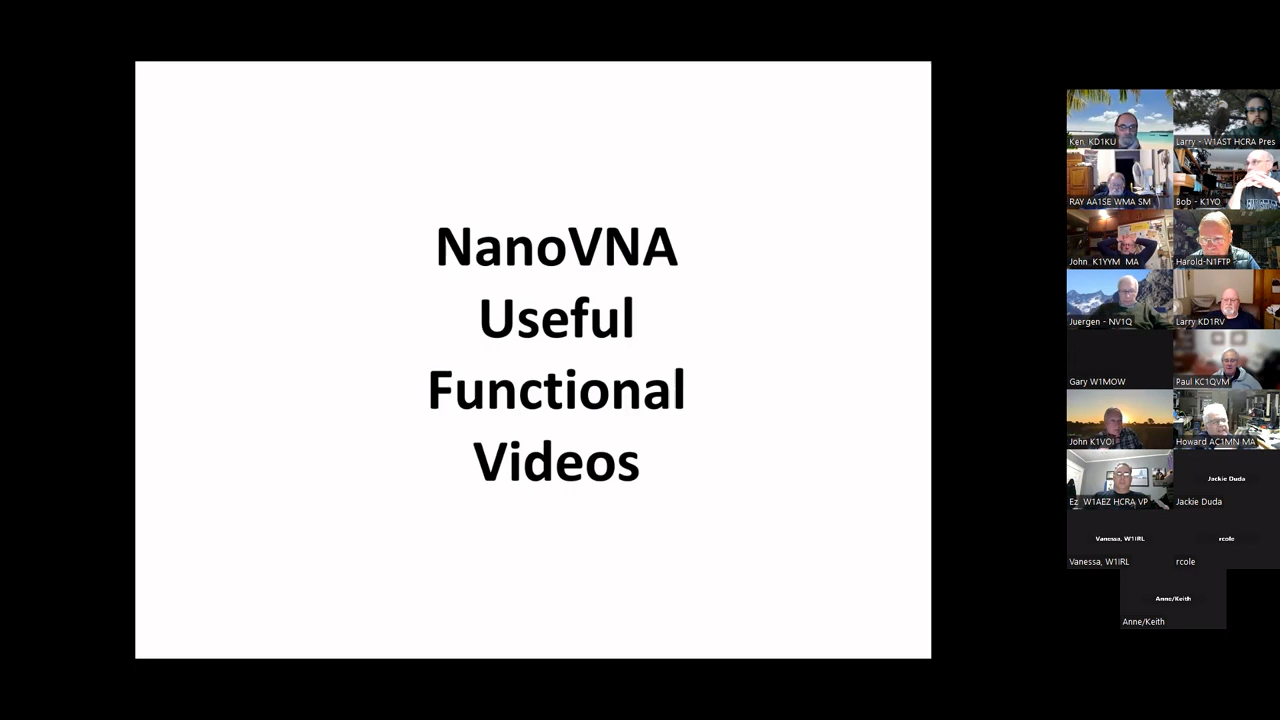 NanoVNA
Useful
Functional
Videos
Ken, KD1KU
Larry - W1AST HCRA Pres
RAY AA1SE WMA SM
Bob - K1YO
John K1YYM MA
Harold-N1FTP
Juergen - NV1Q
Larry KD1RV
Gary W1MOW
Paul KC1QVM
John K1VOI
Howard AC1MN MA
Ez W1AEZ HCRA VP
Jackie Duda
Jackie Duda
Vanessa, W1IRL
Vanessa, W1IRL
rcole
rcole
Anne/Keith
Anne/Keith